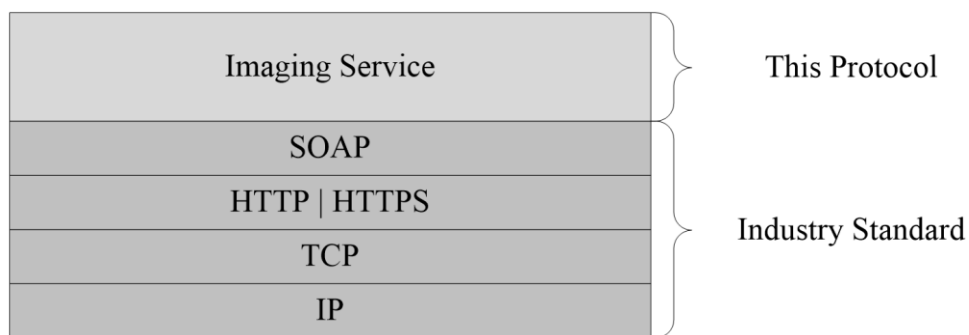 Imaging Service
This Protocol
SOAP
HTTP | HTTPS
TCP
IP
Industry Standard